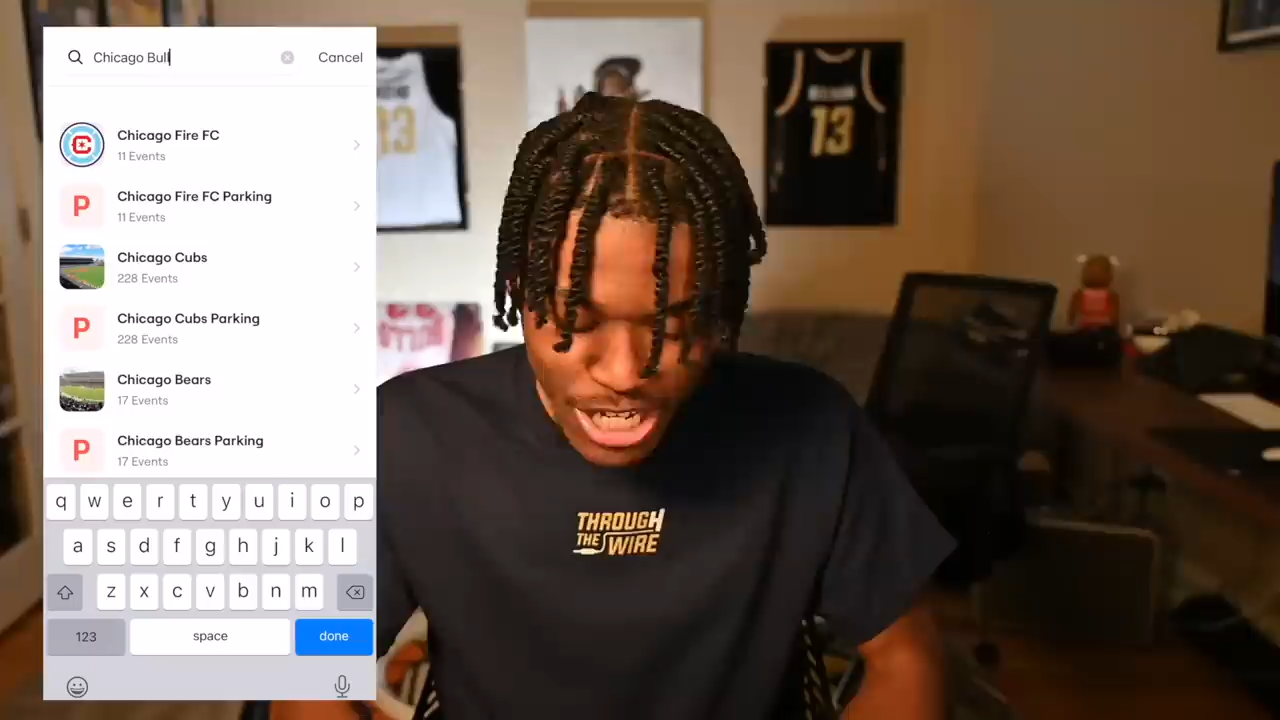 Chicago Bull
Cancel
Chicago Fire FC
11 Events
P
Chicago Fire FC Parking
11 Events
Chicago Cubs
228 Events
P
Chicago Cubs Parking
228 Events
Chicago Bears
17 Events
P
Chicago Bears Parking
17 Events
q w e r t y u i o p
a s d f g h j k l
z x c v b n m
123
space
done
13
13
THROUGH
THE WIRE